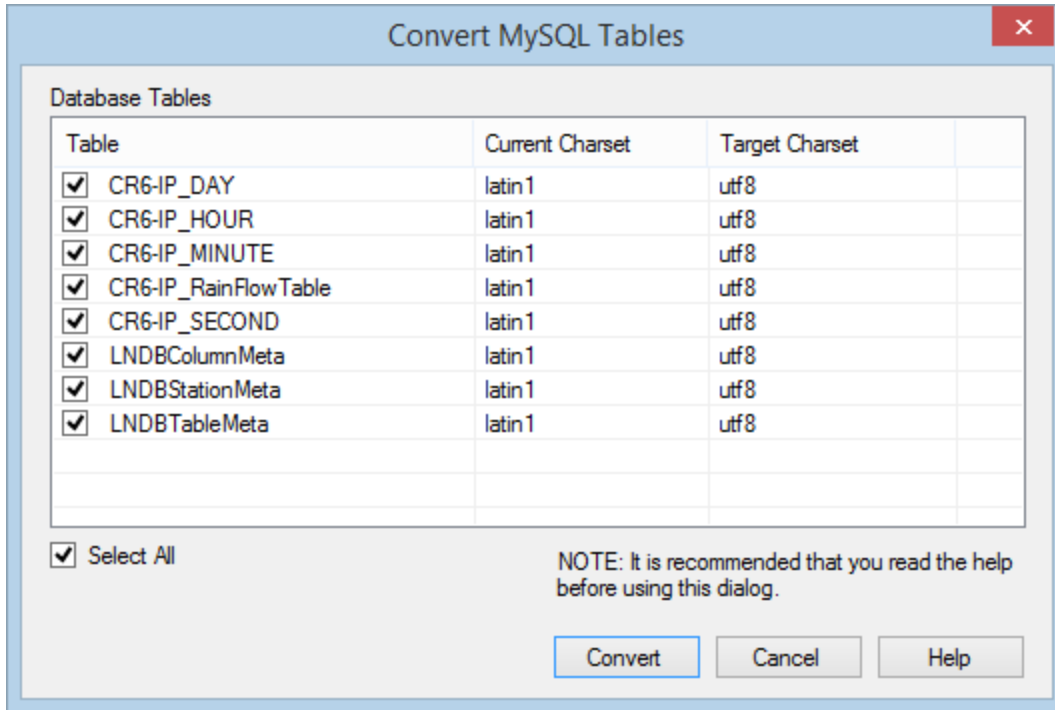 Convert MySQL Tables
Database Tables
Table Current Charset Target Charset
CR6-IP_DAY latin1 utf8
CR6-IP_HOUR latin1 utf8
CR6-IP_MINUTE latin1 utf8
CR6-IP_RainFlowTable latin1 utf8
CR6-IP_SECOND latin1 utf8
LNDBColumnMeta latin1 utf8
LNDBStationMeta latin1 utf8
LNDBTableMeta latin1 utf8
Select All
NOTE: It is recommended that you read the help
before using this dialog.
Convert Cancel Help